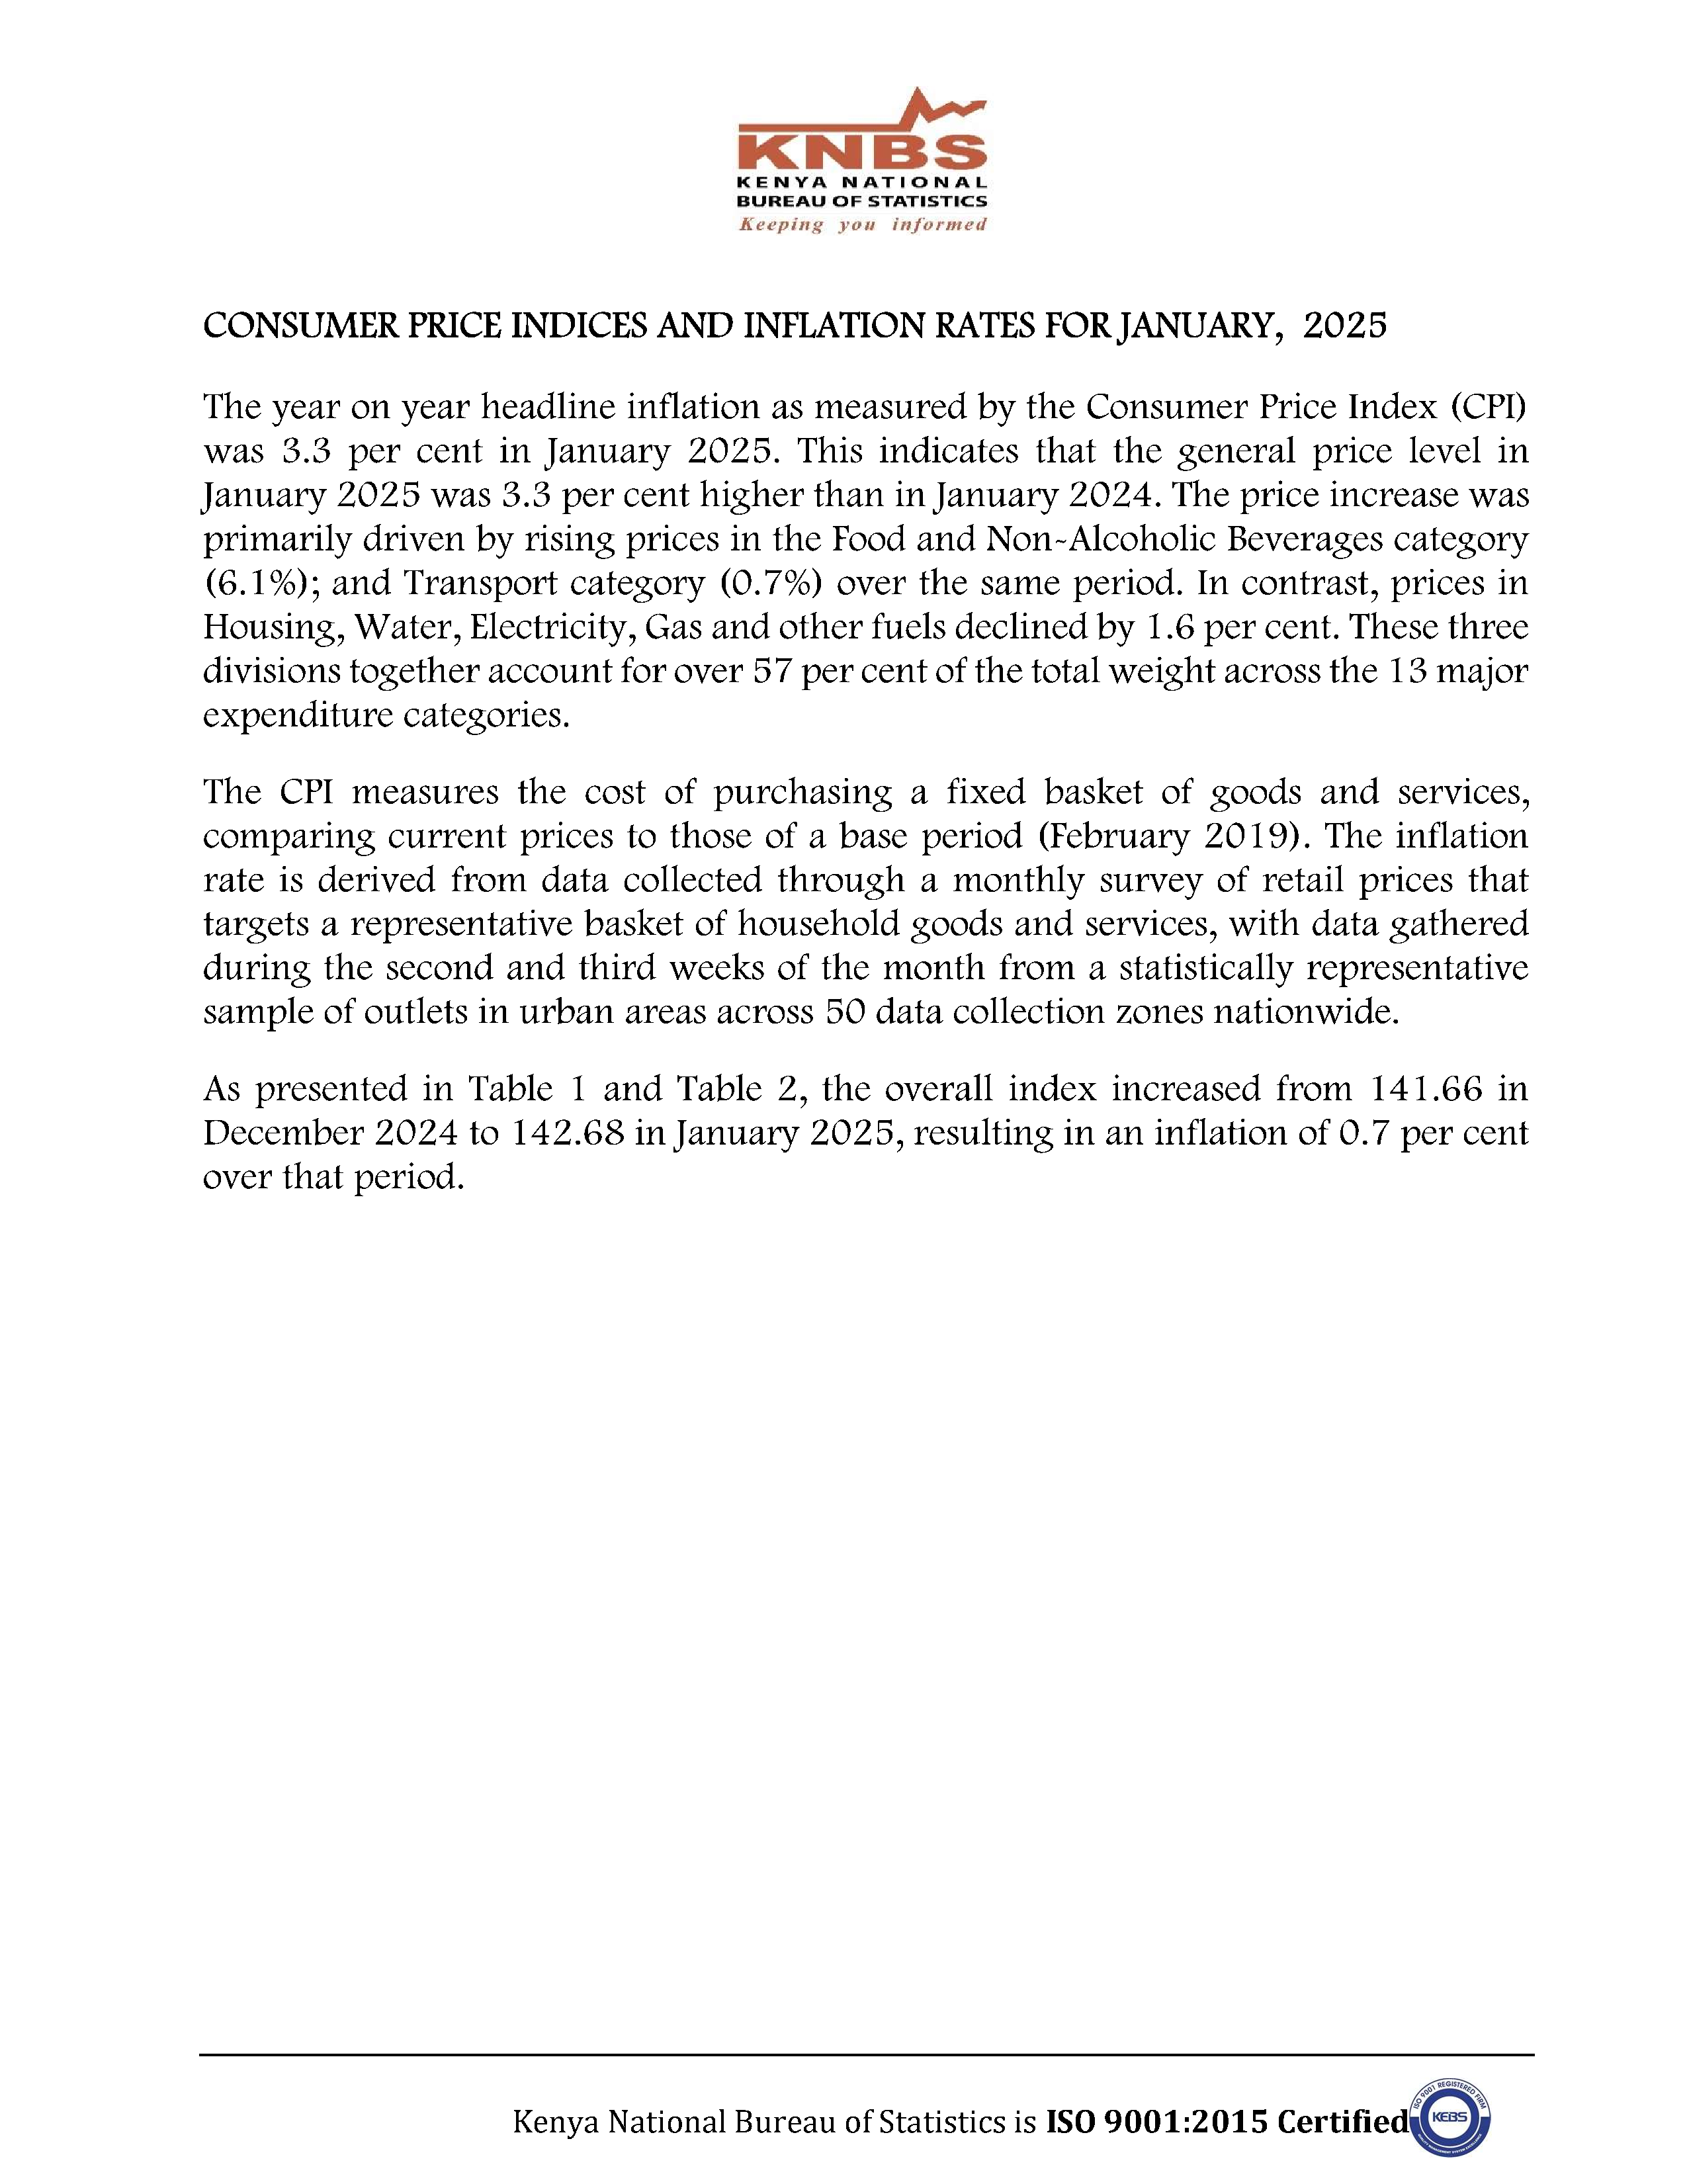 KNBS
KENYA NATIONAL
BUREAU OF STATISTICS
Keeping you informed
CONSUMER PRICE INDICES AND INFLATION RATES FOR JANUARY, 2025
The year on year headline inflation as measured by the Consumer Price Index (CPI)
was 3.3 per cent in January 2025. This indicates that the general price level in
January 2025 was 3.3 per cent higher than in January 2024. The price increase was
primarily driven by rising prices in the Food and Non-Alcoholic Beverages category
(6.1%); and Transport category (0.7%) over the same period. In contrast, prices in
Housing, Water, Electricity, Gas and other fuels declined by 1.6 per cent. These three
divisions together account for over 57 per cent of the total weight across the 13 major
expenditure categories.
The CPI measures the cost of purchasing a fixed basket of goods and services,
comparing current prices to those of a base period (February 2019). The inflation
rate is derived from data collected through a monthly survey of retail prices that
targets a representative basket of household goods and services, with data gathered
during the second and third weeks of the month from a statistically representative
sample of outlets in urban areas across 50 data collection zones nationwide.
As presented in Table 1 and Table 2, the overall index increased from 141.66 in
December 2024 to 142.68 in January 2025, resulting in an inflation of 0.7 per cent
over that period.
Kenya National Bureau of Statistics is ISO 9001:2015 Certified
ISO 9001 REGISTERED FIRM
KEBS